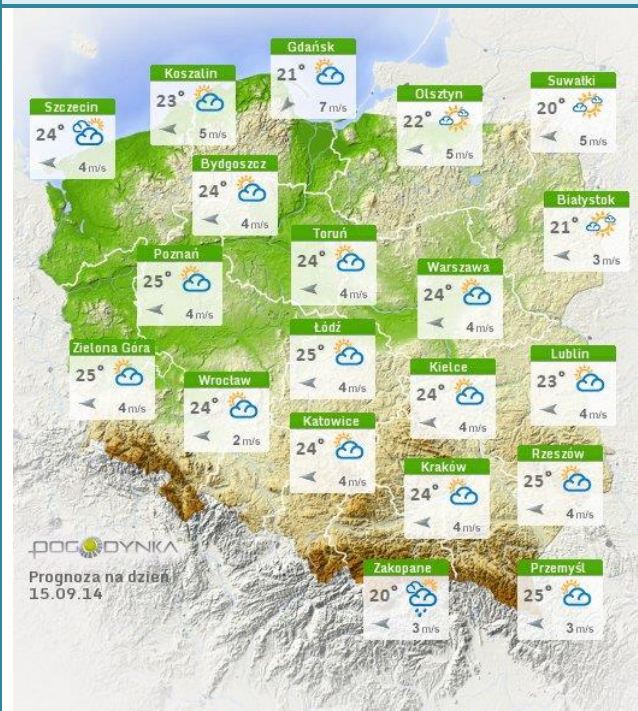 Gdańsk
21°
7 m/s
Koszalin
23°
5 m/s
Suwałki
20°
5 m/s
Olsztyn
22°
5 m/s
Szczecin
24°
4 m/s
Bydgoszcz
24°
4 m/s
Białystok
21°
3 m/s
Toruń
24°
4 m/s
Poznań
25°
4 m/s
Warszawa
24°
4 m/s
Łódź
25°
4 m/s
Zielona Góra
25°
4 m/s
Lublin
23°
4 m/s
Kielce
24°
4 m/s
Wrocław
24°
2 m/s
Katowice
24°
4 m/s
Rzeszów
25°
4 m/s
Kraków
24°
4 m/s
POGODYNKA
Prognoza na dzień
15.09.14
Zakopane
20°
3 m/s
Przemyśl
25°
3 m/s